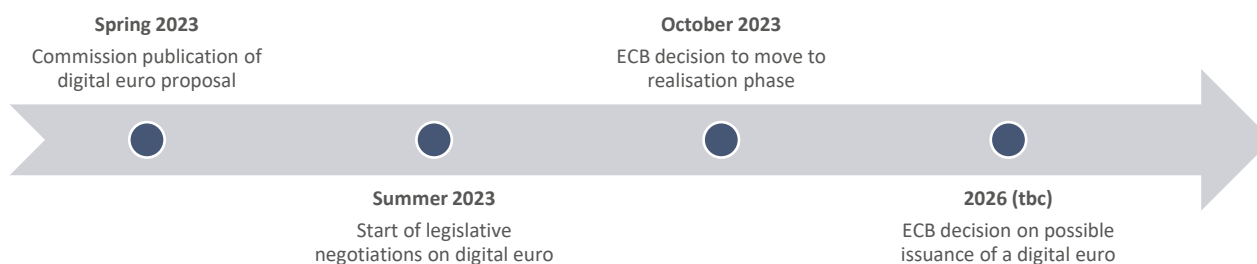 Spring 2023
Commission publication of
digital euro proposal
Summer 2023
Start of legislative
negotiations on digital euro
October 2023
ECB decision to move to
realisation phase
2026 (tbc)
ECB decision on possible
issuance of a digital euro